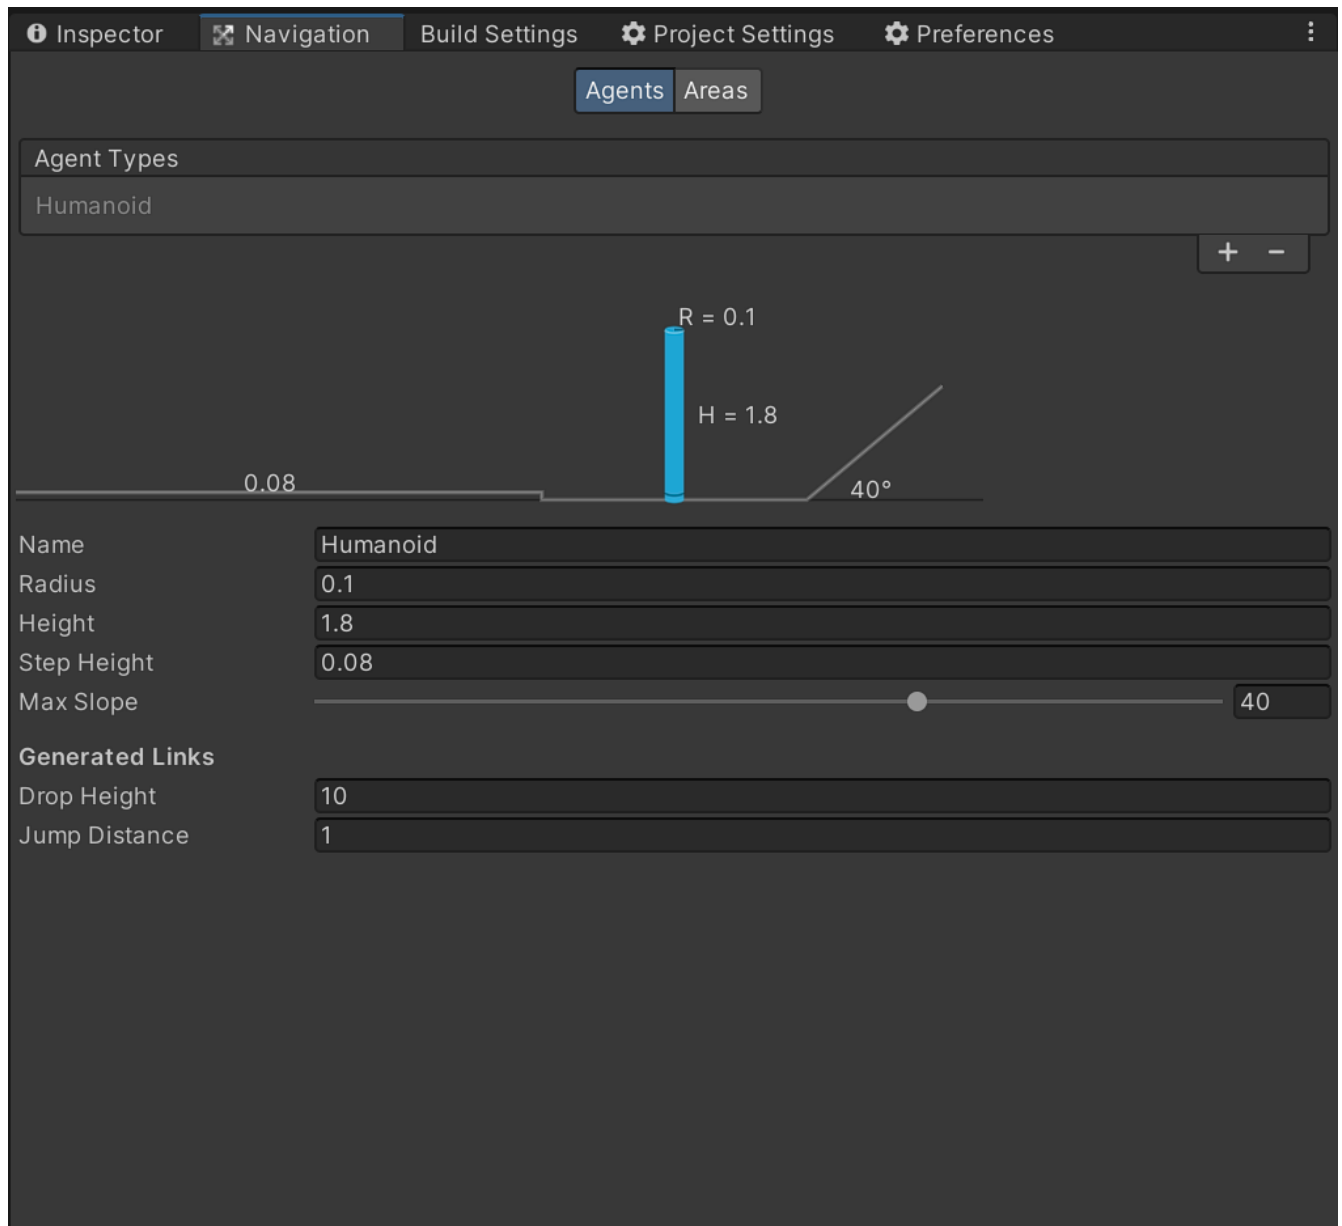 Inspector Navigation Build Settings Project Settings Preferences
Agents Areas
Agent Types
Humanoid
+ −
R = 0.1
H = 1.8
0.08
40°
Name Humanoid
Radius 0.1
Height 1.8
Step Height 0.08
Max Slope 40
Generated Links
Drop Height 10
Jump Distance 1